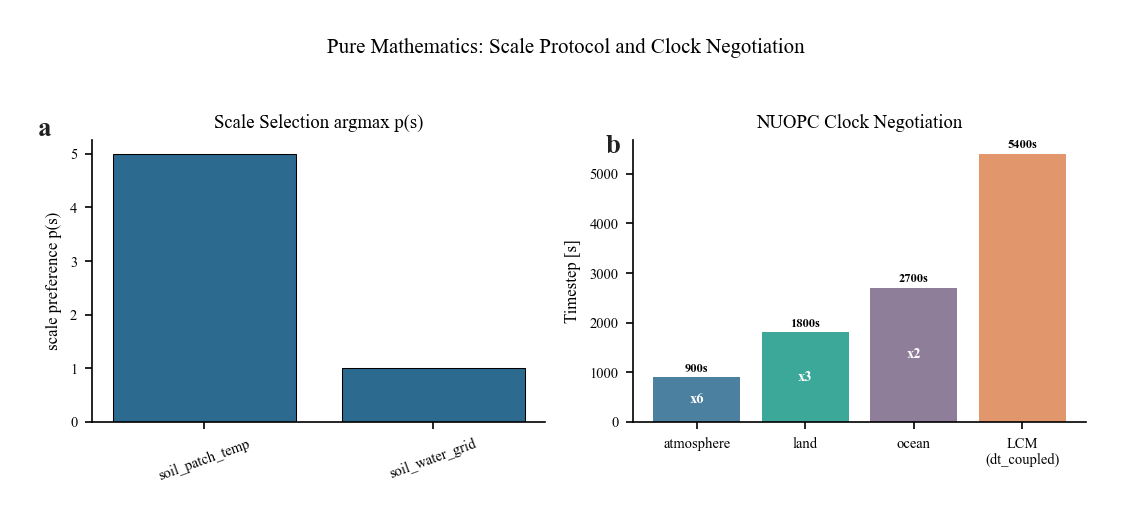 Pure Mathematics: Scale Protocol and Clock Negotiation
a
Scale Selection argmax p(s)
scale preference p(s)
5
4
3
2
1
0
soil_patch_temp
soil_water_grid
b
NUOPC Clock Negotiation
Timestep [s]
5000
4000
3000
2000
1000
0
900s
x6
1800s
x3
2700s
x2
5400s
atmosphere
land
ocean
LCM
(dt_coupled)